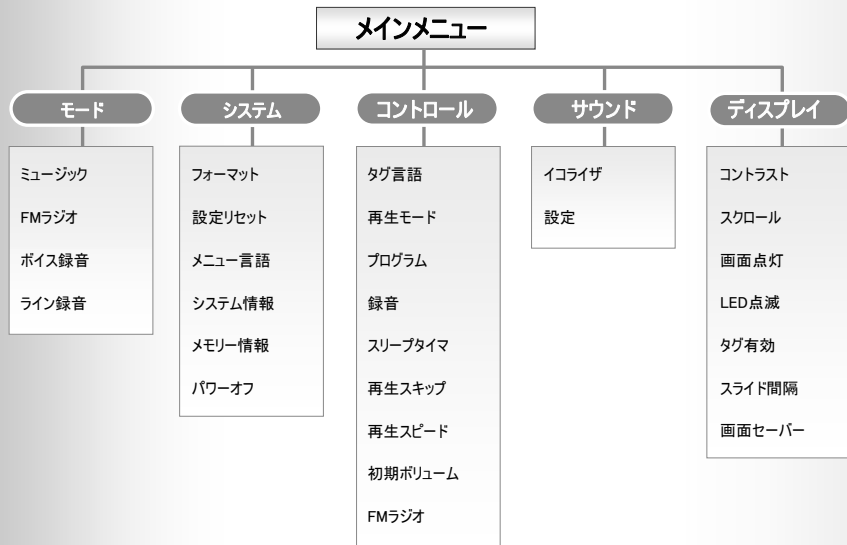 メインメニュー
モード
ミュージック
FMラジオ
ボイス録音
ライン録音
システム
フォーマット
設定リセット
メニュー言語
システム情報
メモリー情報
パワーオフ
コントロール
タグ言語
再生モード
プログラム
録音
スリープタイマ
再生スキップ
再生スピード
初期ボリューム
FMラジオ
サウンド
イコライザ
設定
ディスプレイ
コントラスト
スクロール
画面点灯
LED点滅
タグ有効
スライド間隔
画面セーバー